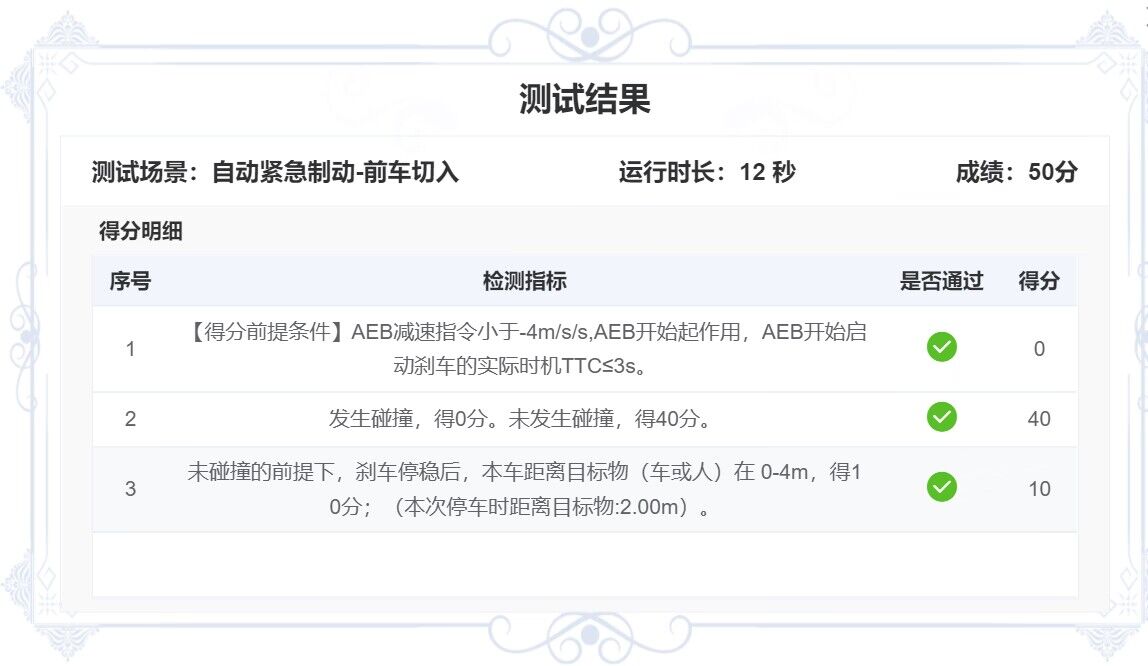 测试结果
测试场景：自动紧急制动-前车切入 运行时长：12 秒 成绩：50分
得分明细
序号 检测指标 是否通过 得分
1 【得分前提条件】AEB减速指令小于-4m/s/s,AEB开始起作用，AEB开始启 0
动刹车的实际时机TTC≤3s。
2 发生碰撞，得0分。未发生碰撞，得40分。 40
3 未碰撞的前提下，刹车停稳后，本车距离目标物（车或人）在 0-4m，得1 10
0分；（本次停车时距离目标物:2.00m）。